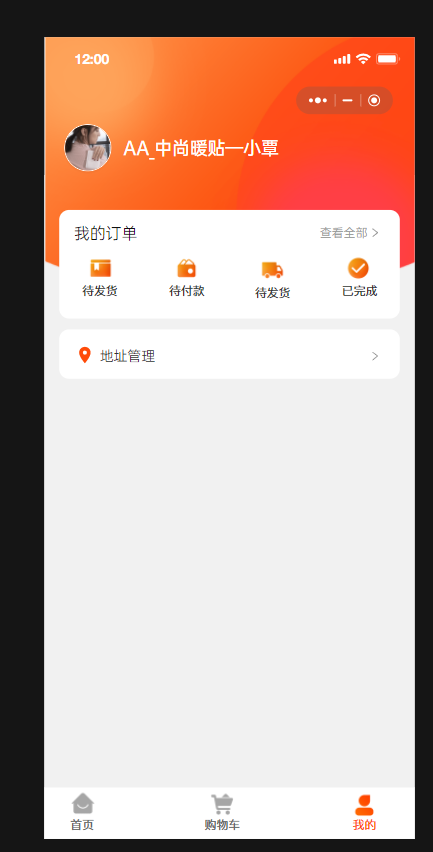 12:00
AA_中尚暖贴—小覃
我的订单
查看全部
待发货
待付款
待发货
已完成
地址管理
首页
购物车
我的